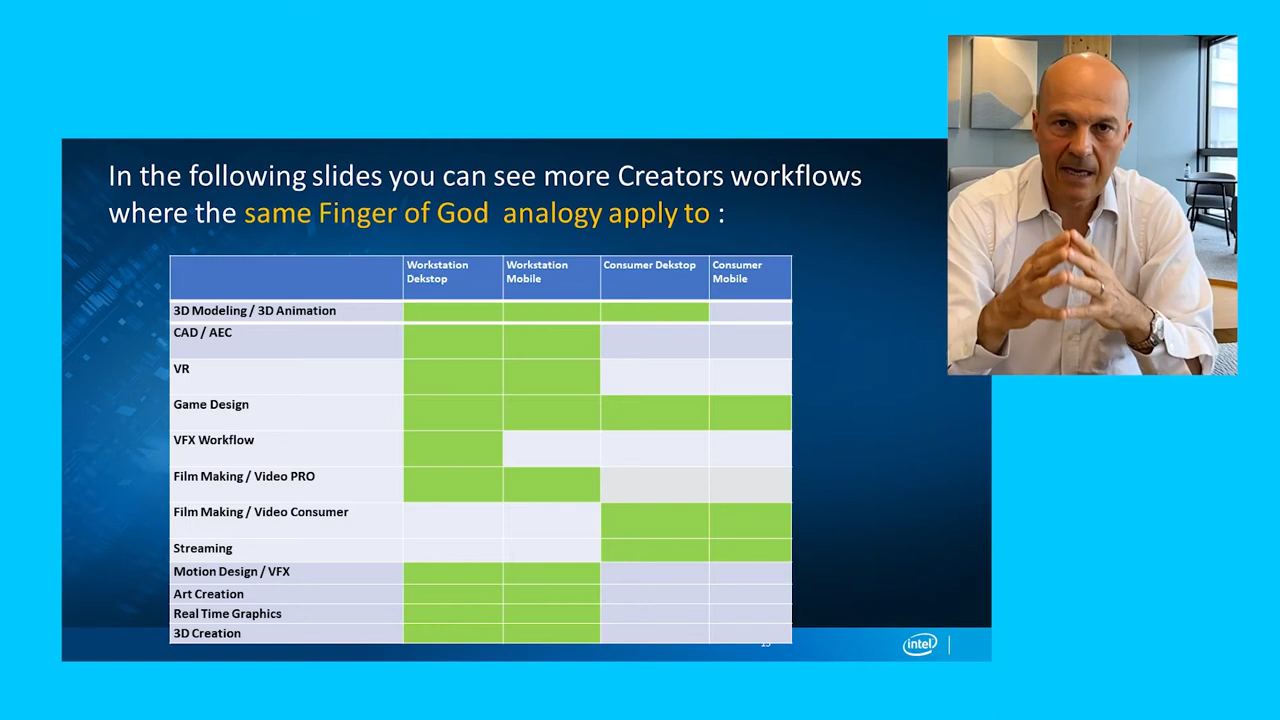 In the following slides you can see more Creators workflows
where the same Finger of God analogy apply to :
Workstation Dekstop
Workstation Mobile
Consumer Dekstop
Consumer Mobile
3D Modeling / 3D Animation
CAD / AEC
VR
Game Design
VFX Workflow
Film Making / Video PRO
Film Making / Video Consumer
Streaming
Motion Design / VFX
Art Creation
Real Time Graphics
3D Creation
intel